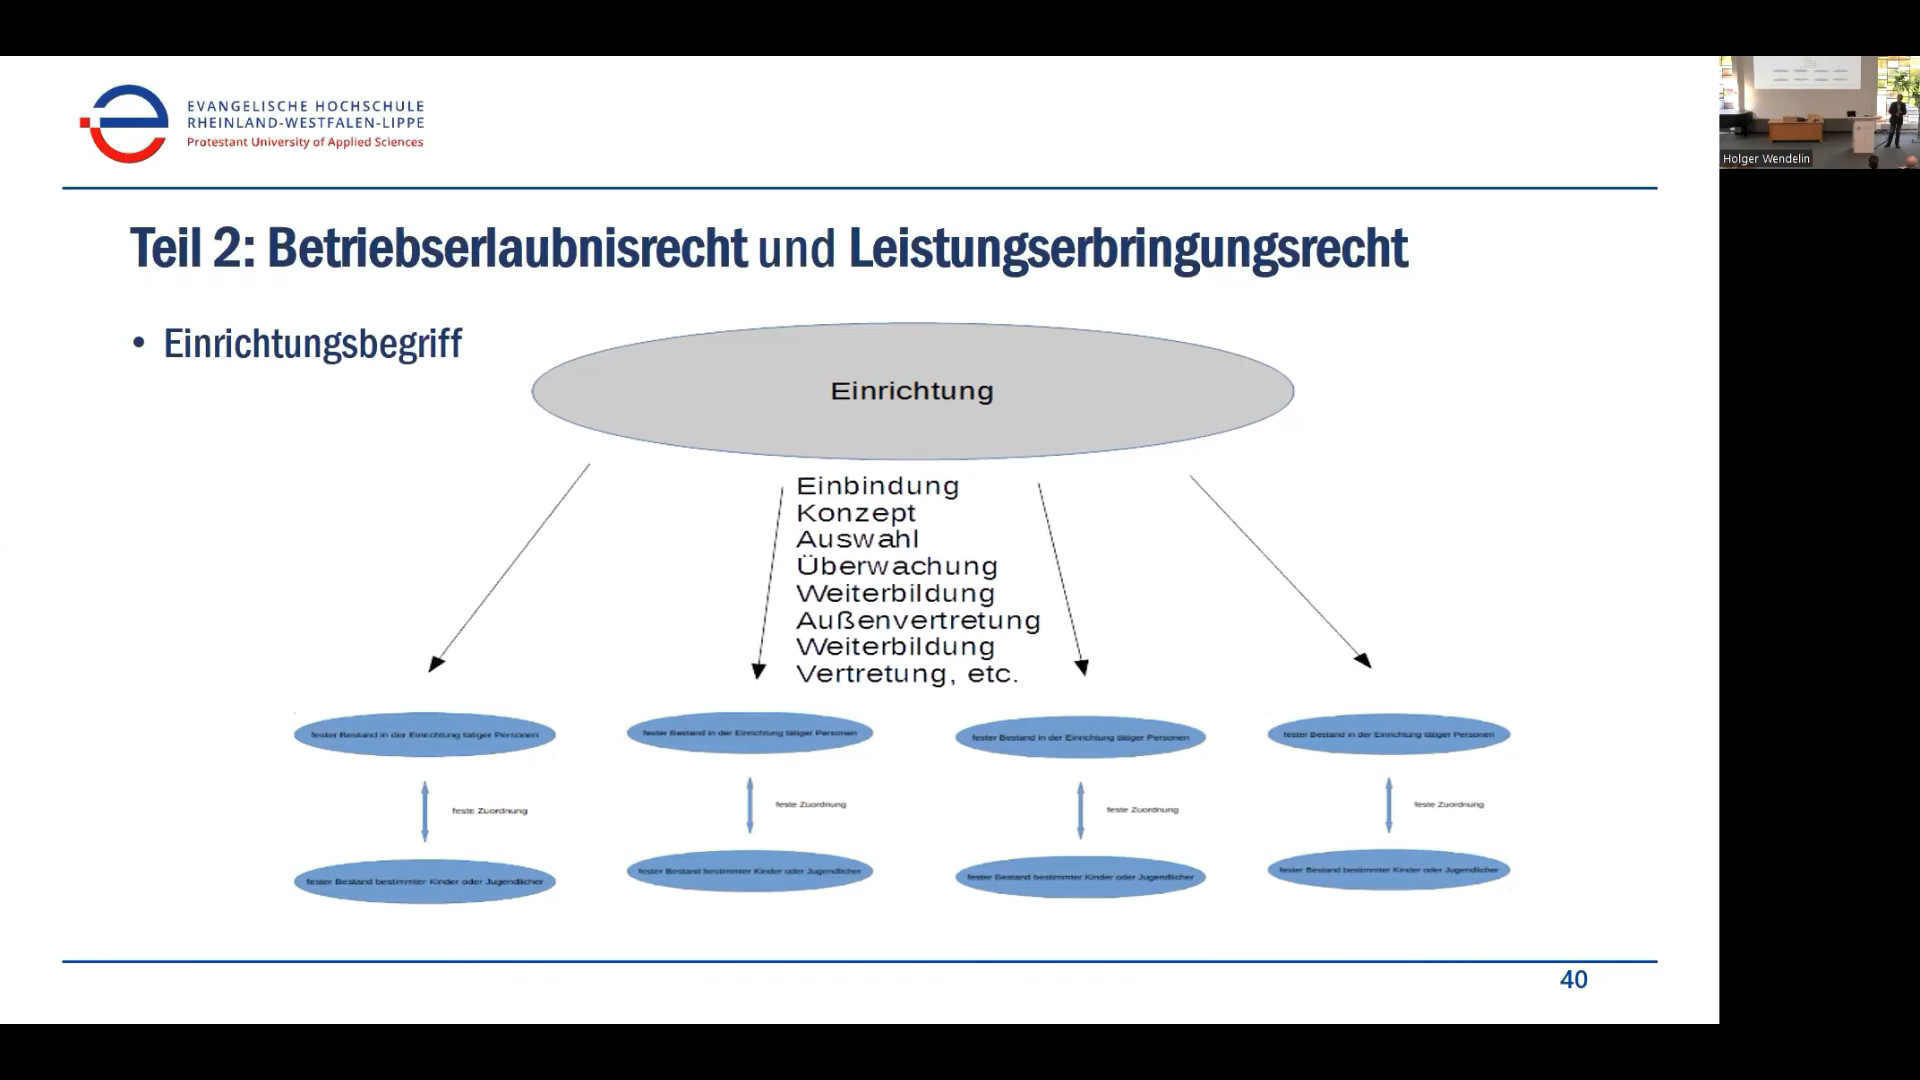 EVANGELISCHE HOCHSCHULE
RHEINLAND-WESTFALEN-LIPPE
Protestant University of Applied Sciences
Holger Wendelin
Teil 2: Betriebserlaubnisrecht und Leistungserbringungsrecht
• Einrichtungsbegriff
Einrichtung
Einbindung
Konzept
Auswahl
Überwachung
Weiterbildung
Außenvertretung
Weiterbildung
Vertretung, etc.
fester Bestand in der Einrichtung tätiger Personen
fester Bestand in der Einrichtung tätiger Personen
fester Bestand in der Einrichtung tätiger Personen
fester Bestand in der Einrichtung tätiger Personen
feste Zuordnung
feste Zuordnung
feste Zuordnung
feste Zuordnung
fester Bestand bestimmter Kinder oder Jugendlicher
fester Bestand bestimmter Kinder oder Jugendlicher
fester Bestand bestimmter Kinder oder Jugendlicher
fester Bestand bestimmter Kinder oder Jugendlicher
40